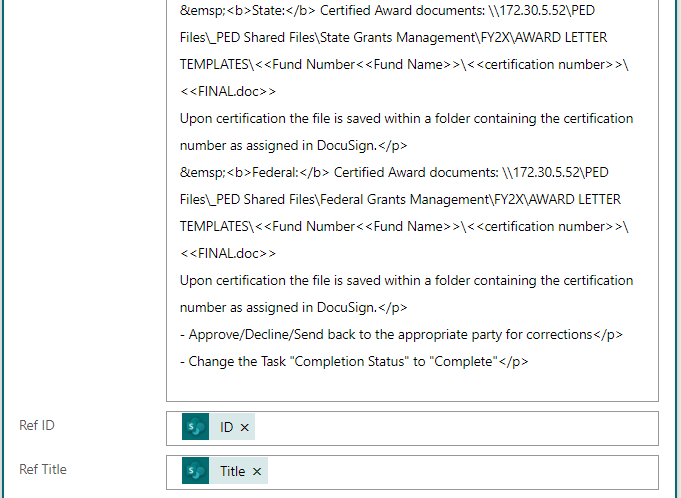 &emsp;<b>State:</b> Certified Award documents: \\172.30.5.52\PED
Files\_PED Shared Files\State Grants Management\FY2X\AWARD LETTER
TEMPLATES\<<Fund Number<<Fund Name>>\<<certification number>>\
<<FINAL.doc>>
Upon certification the file is saved within a folder containing the certification
number as assigned in DocuSign.</p>
&emsp;<b>Federal:</b> Certified Award documents: \\172.30.5.52\PED
Files\_PED Shared Files\Federal Grants Management\FY2X\AWARD LETTER
TEMPLATES\<<Fund Number<<Fund Name>>\<<certification number>>\
<<FINAL.doc>>
Upon certification the file is saved within a folder containing the certification
number as assigned in DocuSign.</p>
- Approve/Decline/Send back to the appropriate party for corrections</p>
- Change the Task "Completion Status" to "Complete"</p>
Ref ID
s ID ×
Ref Title
s Title ×